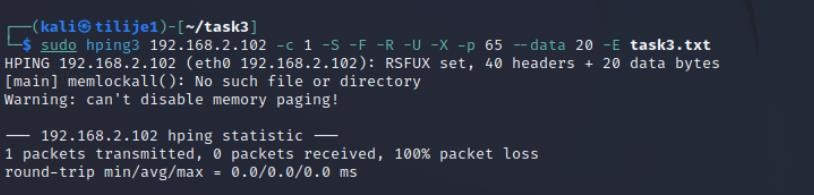 ┌──(kali㉿tilije1)-[~/task3]
└─$ sudo hping3 192.168.2.102 -c 1 -S -F -R -U -X -p 65 --data 20 -E task3.txt
HPING 192.168.2.102 (eth0 192.168.2.102): RSFUX set, 40 headers + 20 data bytes
[main] memlockall(): No such file or directory
Warning: can't disable memory paging!
--- 192.168.2.102 hping statistic ---
1 packets transmitted, 0 packets received, 100% packet loss
round-trip min/avg/max = 0.0/0.0/0.0 ms